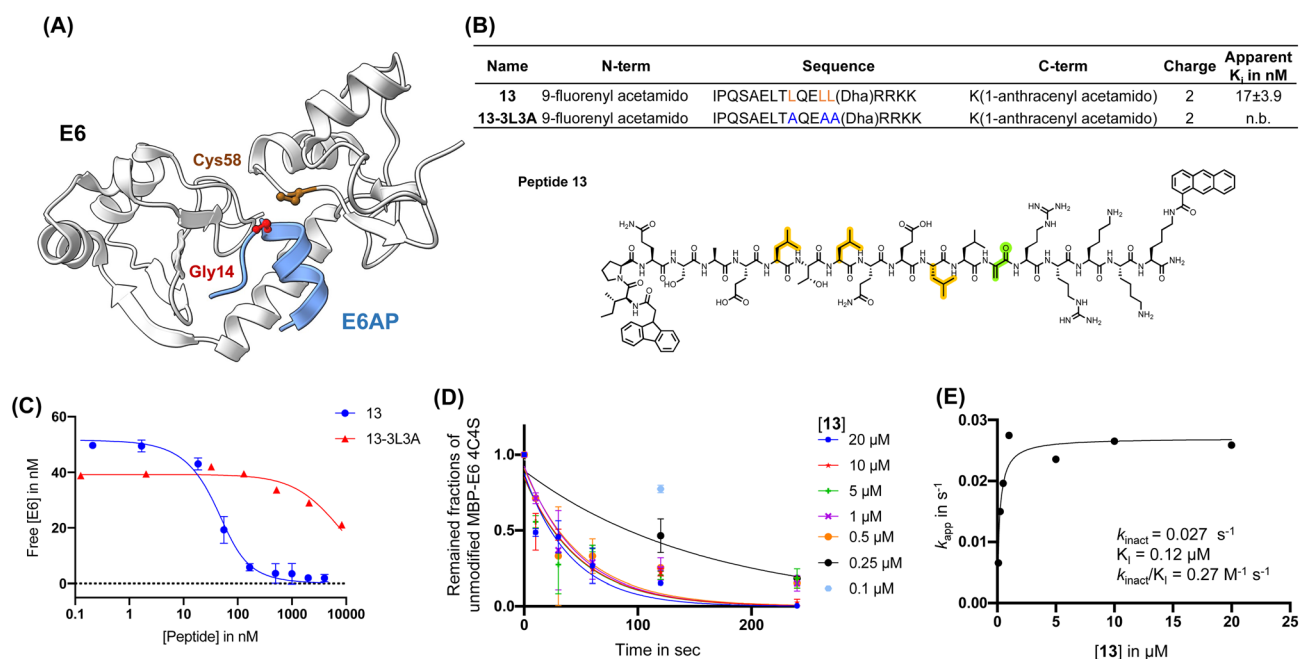 (A)
E6
Cys58
Gly14
E6AP
(B)
Name N-term Sequence C-term Charge Apparent Ki in nM
13 9-fluorenyl acetamido IPQSAELTLQELL(Dha)RRKK K(1-anthracenyl acetamido) 2 17±3.9
13-3L3A 9-fluorenyl acetamido IPQSAELTAQEAA(Dha)RRKK K(1-anthracenyl acetamido) 2 n.b.
Peptide 13
(C)
Free [E6] in nM
60
40
20
0
0.1 1 10 100 1000 10000
[Peptide] in nM
13
13-3L3A
(D)
Remained fractions of
unmodified MBP-E6 4C4S
1.0
0.5
0.0
0 200
Time in sec
[13]
20 µM
10 µM
5 µM
1 µM
0.5 µM
0.25 µM
0.1 µM
(E)
kapp in s-1
0.03
0.02
0.01
0.00
0 5 10 15 20 25
[13] in µM
kinact = 0.027 s-1
KI = 0.12 µM
kinact/KI = 0.27 M-1 s-1